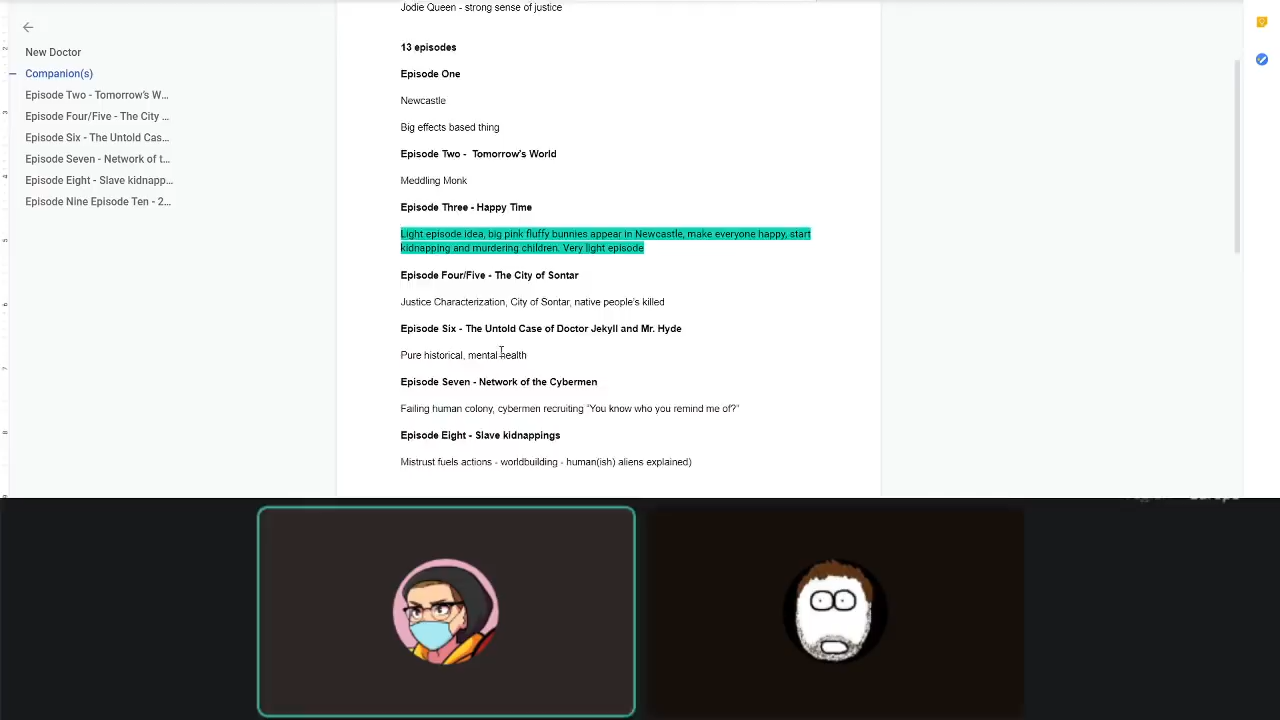 Jodie Queen - strong sense of justice
New Doctor
Companion(s)
Episode Two - Tomorrow's W...
Episode Four/Five - The City ...
Episode Six - The Untold Cas...
Episode Seven - Network of t...
Episode Eight - Slave kidnapp...
Episode Nine Episode Ten - 2...
13 episodes
Episode One
Newcastle
Big effects based thing
Episode Two -  Tomorrow's World
Meddling Monk
Episode Three - Happy Time
Light episode idea, big pink fluffy bunnies appear in Newcastle, make everyone happy, start
kidnapping and murdering children. Very light episode
Episode Four/Five - The City of Sontar
Justice Characterization, City of Sontar, native people's killed
Episode Six - The Untold Case of Doctor Jekyll and Mr. Hyde
Pure historical, mental health
Episode Seven - Network of the Cybermen
Failing human colony, cybermen recruiting "You know who you remind me of?"
Episode Eight - Slave kidnappings
Mistrust fuels actions - worldbuilding - human(ish) aliens explained)